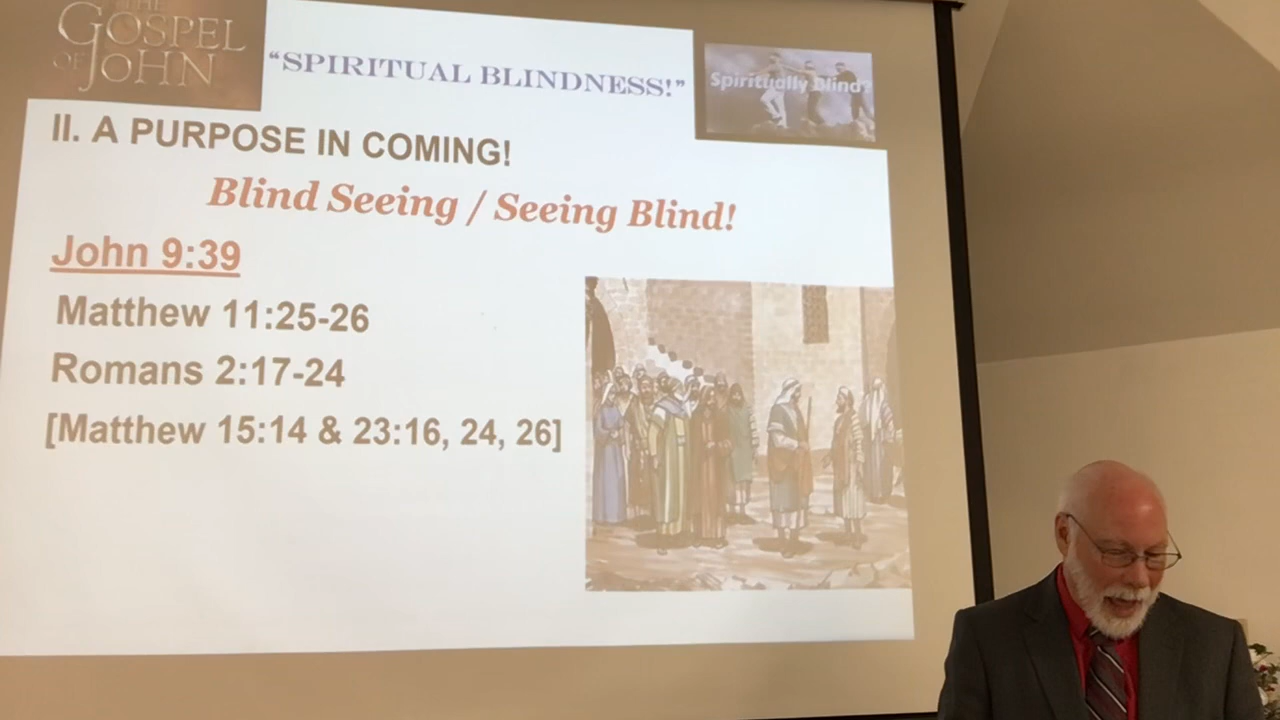 THE
GOSPEL
OF JOHN
"SPIRITUAL BLINDNESS!"
Spiritually Blind?
II. A PURPOSE IN COMING!
Blind Seeing / Seeing Blind!
John 9:39
Matthew 11:25-26
Romans 2:17-24
[Matthew 15:14 & 23:16, 24, 26]